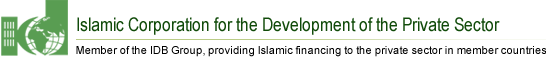 Islamic Corporation for the Development of the Private Sector
Member of the IDB Group, providing Islamic financing to the private sector in member countries